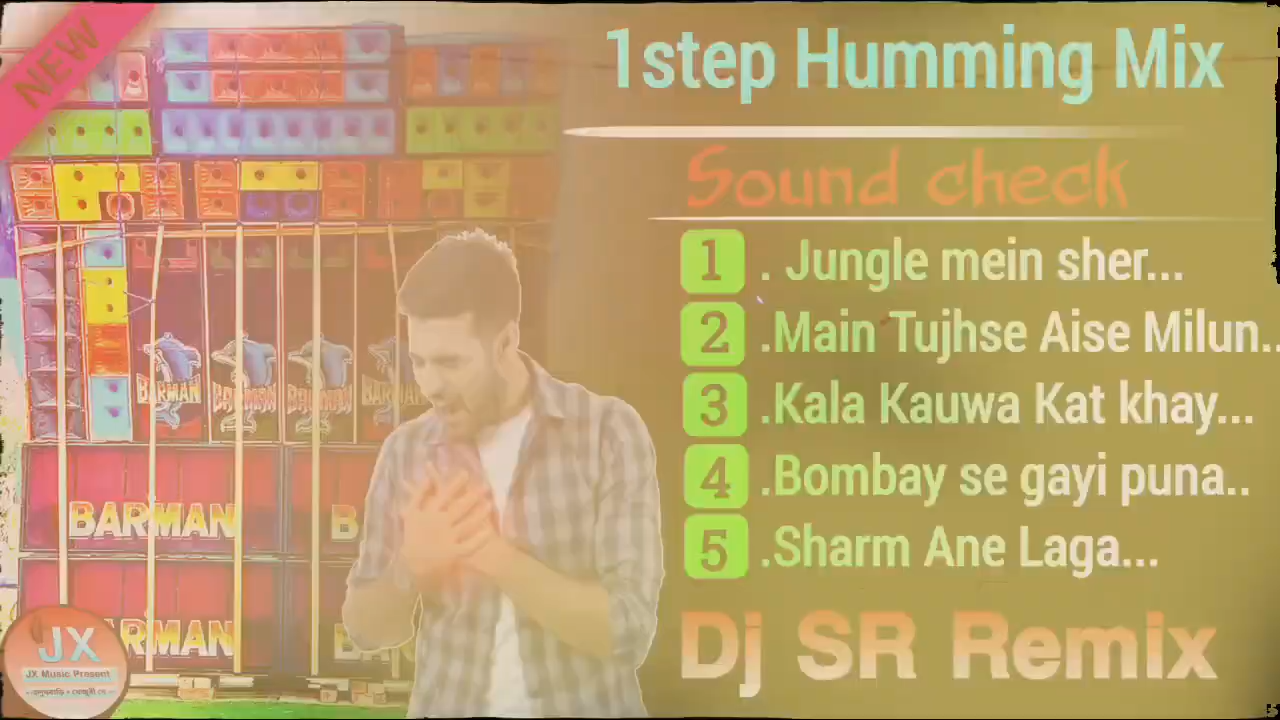 NEW
1step Humming Mix
Sound check
1 . Jungle mein sher...
2 .Main Tujhse Aise Milun..
3 .Kala Kauwa Kat khay...
4 .Bombay se gayi puna..
5 .Sharm Ane Laga...
Dj SR Remix
BARMAN BARMAN BARMAN BARMAN
BARMAN B
ARMAN BA
JX
JX Music Present